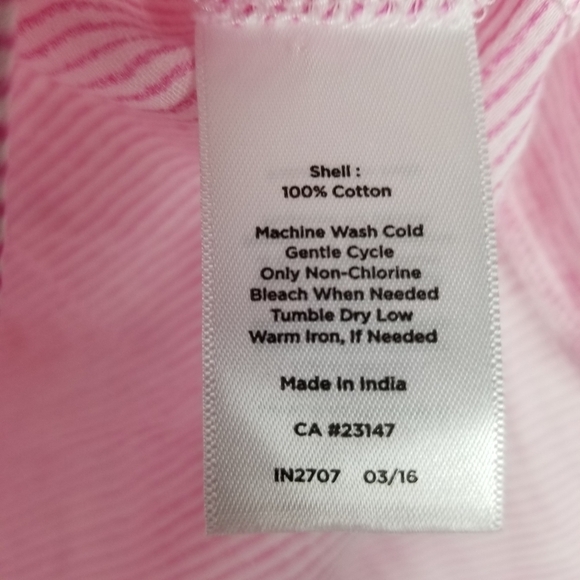 Shell :
100% Cotton
Machine Wash Cold
Gentle Cycle
Only Non-Chlorine
Bleach When Needed
Tumble Dry Low
Warm Iron, If Needed
Made In India
CA #23147
IN2707 03/16